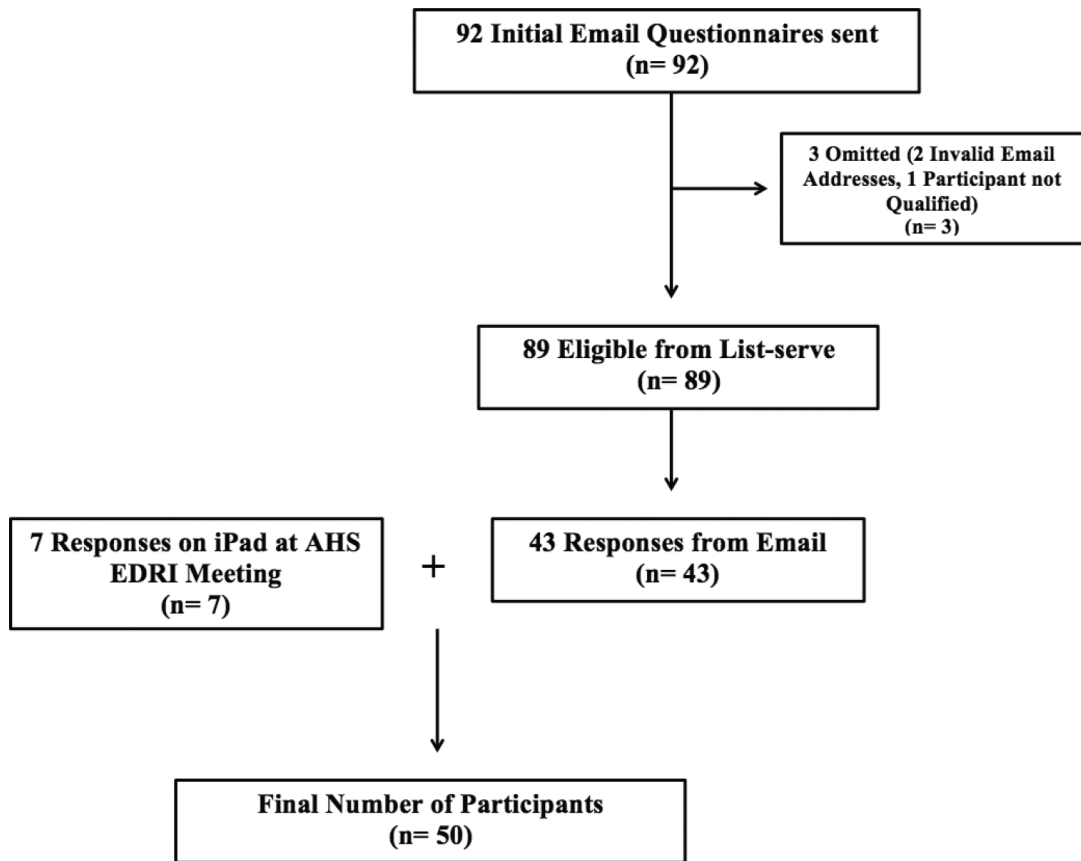 92 Initial Email Questionnaires sent
(n= 92)
3 Omitted (2 Invalid Email
Addresses, 1 Participant not
Qualified)
(n= 3)
89 Eligible from List-serve
(n= 89)
7 Responses on iPad at AHS
EDRI Meeting
(n= 7)
+
43 Responses from Email
(n= 43)
Final Number of Participants
(n= 50)